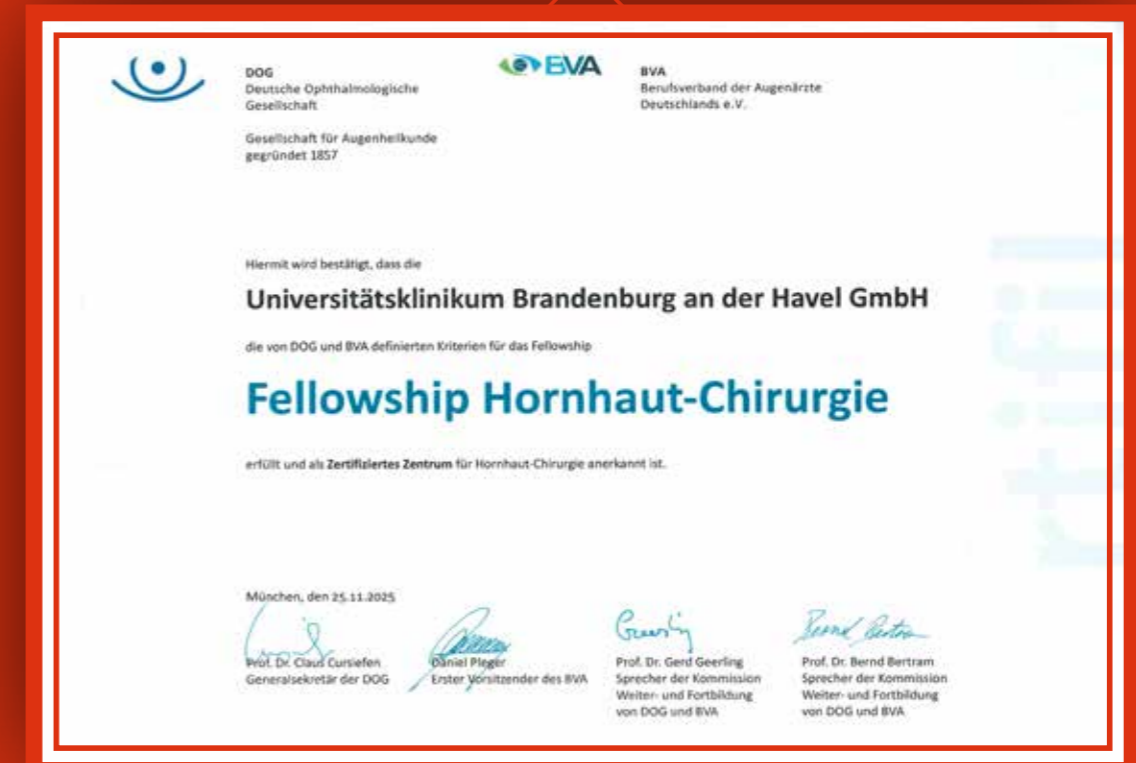 DOG
Deutsche Ophthalmologische
Gesellschaft
Gesellschaft für Augenheilkunde
gegründet 1857
BVA
BVA
Berufsverband der Augenärzte
Deutschlands e.V.
Hiermit wird bestätigt, dass die
Universitätsklinikum Brandenburg an der Havel GmbH
die von DOG und BVA definierten Kriterien für das Fellowship
Fellowship Hornhaut-Chirurgie
erfüllt und als Zertifiziertes Zentrum für Hornhaut-Chirurgie anerkannt ist.
München, den 25.11.2025
Prof. Dr. Claus Cursiefen
Generalsekretär der DOG
Daniel Pleger
Erster Vorsitzender des BVA
Prof. Dr. Gerd Geerling
Sprecher der Kommission
Weiter- und Fortbildung
von DOG und BVA
Prof. Dr. Bernd Bertram
Sprecher der Kommission
Weiter- und Fortbildung
von DOG und BVA